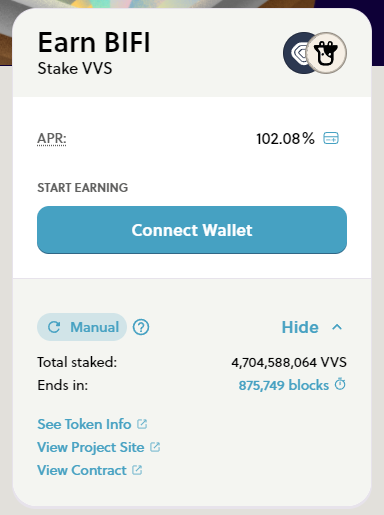 Earn BIFI
Stake VVS
APR: 102.08%
START EARNING
Connect Wallet
Manual Hide
Total staked: 4,704,588,064 VVS
Ends in: 875,749 blocks
See Token Info
View Project Site
View Contract